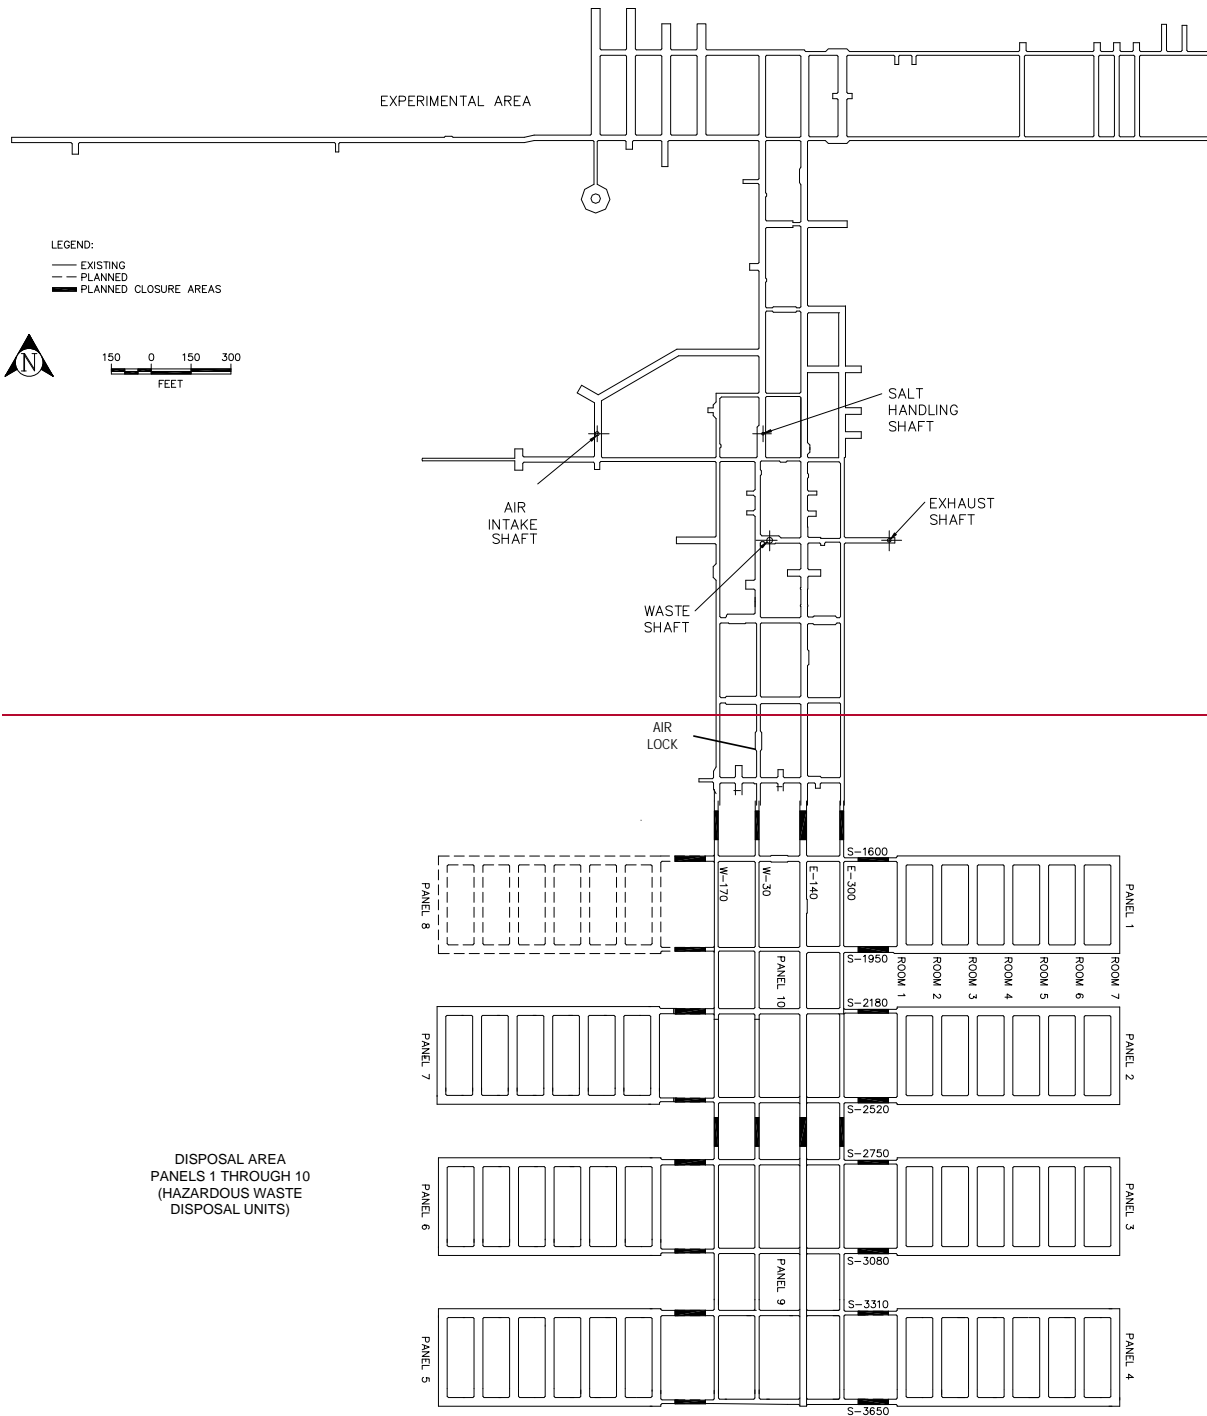 EXPERIMENTAL AREA
LEGEND:
EXISTING
PLANNED
PLANNED CLOSURE AREAS
N
150 0 150 300
FEET
SALT
HANDLING
SHAFT
AIR
INTAKE
SHAFT
EXHAUST
SHAFT
WASTE
SHAFT
AIR
LOCK
S-1600
W-170
W-30
E-140
E-300
PANEL 8
PANEL 1
S-1950
ROOM 1
ROOM 2
ROOM 3
ROOM 4
ROOM 5
ROOM 6
ROOM 7
PANEL 10
S-2180
PANEL 7
PANEL 2
S-2520
DISPOSAL AREA
PANELS 1 THROUGH 10
(HAZARDOUS WASTE
DISPOSAL UNITS)
S-2750
PANEL 6
PANEL 3
S-3080
PANEL 9
S-3310
PANEL 5
PANEL 4
S-3650